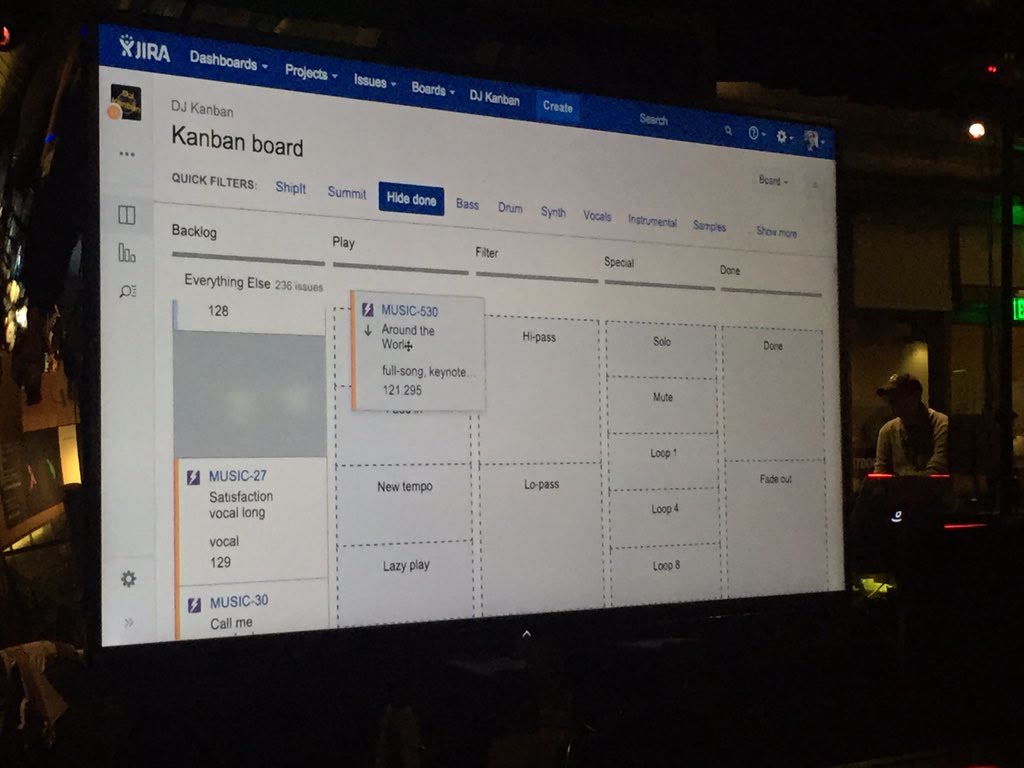 JIRA Dashboards Projects Issues Boards DJ Kanban Create Search
DJ Kanban
Kanban board
Board
QUICK FILTERS: ShipIt Summit Hide done Bass Drum Synth Vocals Instrumental Samples Show more
Backlog Play Filter Special Done
Everything Else 236 issues
128
MUSIC-530
Around the
full-song, keynote...
121.295
MUSIC-27
Satisfaction
vocal long
vocal
129
MUSIC-30
Call me
New tempo
Lazy play
Hi-pass
Lo-pass
Solo
Mute
Loop 1
Loop 4
Loop 8
Done
Fade out